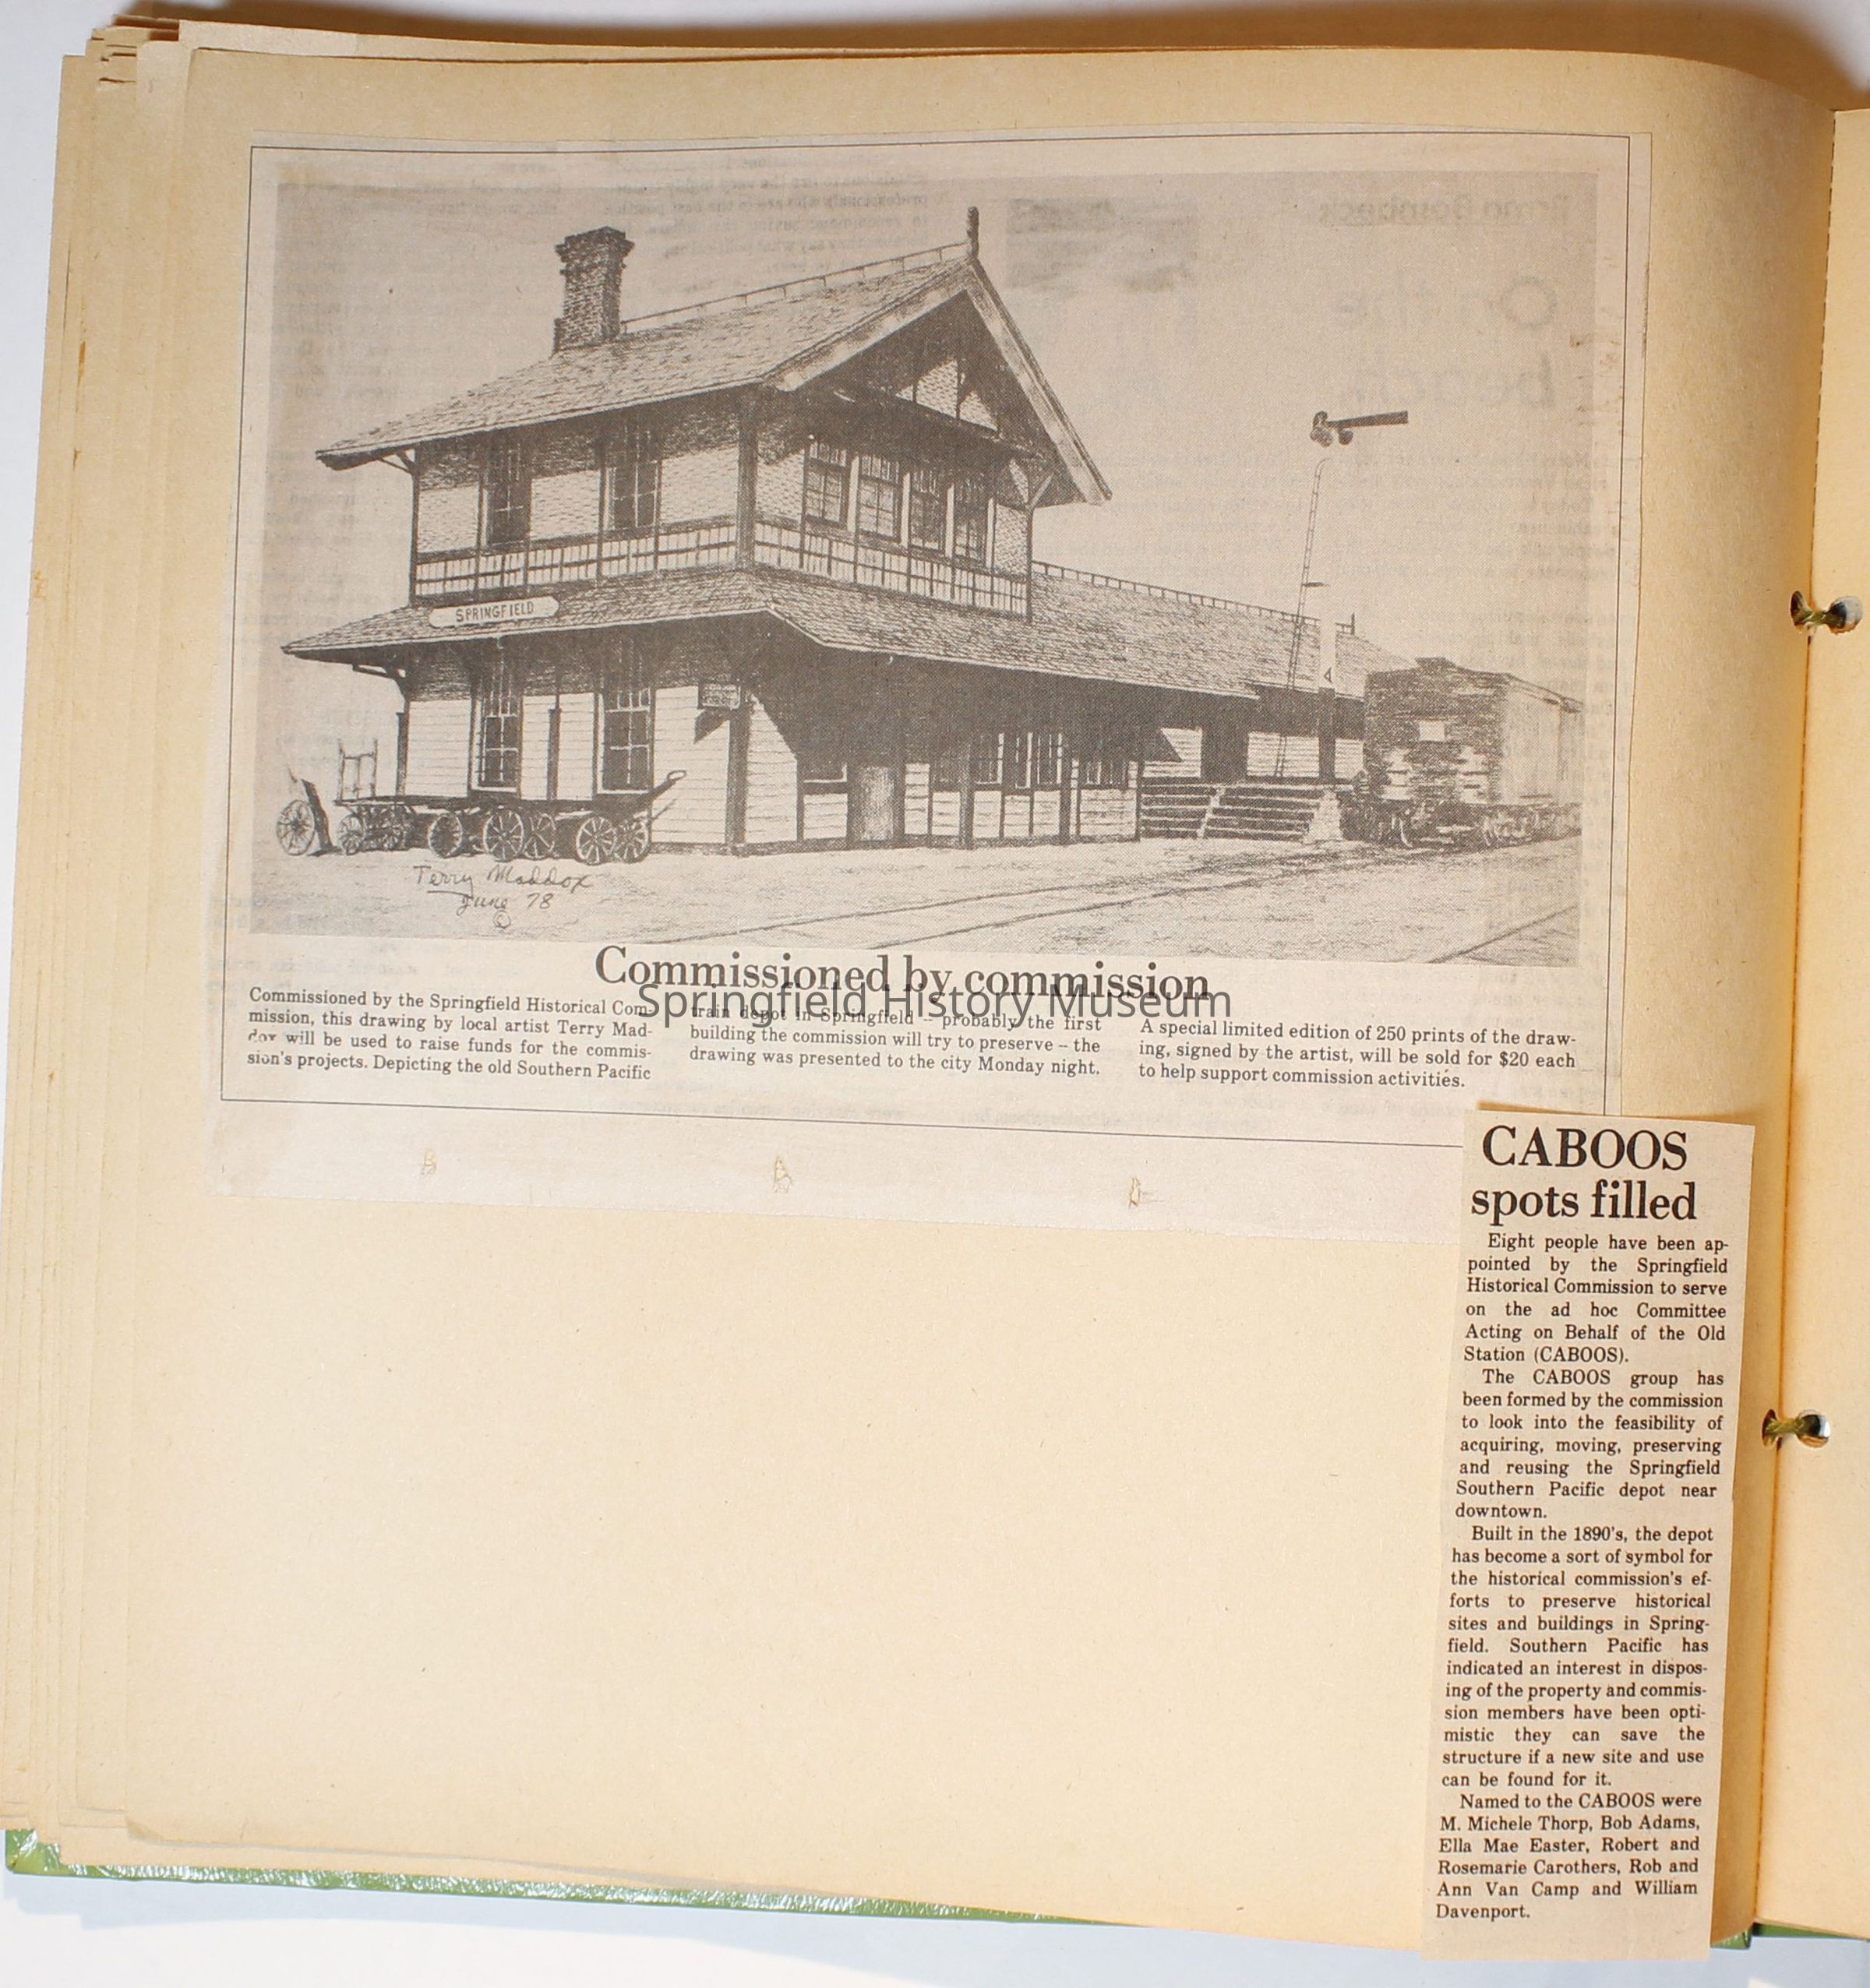 SPRINGFIELD
Terry Maddox
June 78
©
Commissioned by commission
Springfield History Museum
Commissioned by the Springfield Historical Com-
mission, this drawing by local artist Terry Mad-
dox will be used to raise funds for the commis-
sion's projects. Depicting the old Southern Pacific
train depot in Springfield -- probably the first
building the commission will try to preserve -- the
drawing was presented to the city Monday night.
A special limited edition of 250 prints of the draw-
ing, signed by the artist, will be sold for $20 each
to help support commission activities.
CABOOS
spots filled
Eight people have been ap-
pointed by the Springfield
Historical Commission to serve
on the ad hoc Committee
Acting on Behalf of the Old
Station (CABOOS).
The CABOOS group has
been formed by the commission
to look into the feasibility of
acquiring, moving, preserving
and reusing the Springfield
Southern Pacific depot near
downtown.
Built in the 1890's, the depot
has become a sort of symbol for
the historical commission's ef-
forts to preserve historical
sites and buildings in Spring-
field. Southern Pacific has
indicated an interest in dispos-
ing of the property and commis-
sion members have been opti-
mistic they can save the
structure if a new site and use
can be found for it.
Named to the CABOOS were
M. Michele Thorp, Bob Adams,
Ella Mae Easter, Robert and
Rosemarie Carothers, Rob and
Ann Van Camp and William
Davenport.